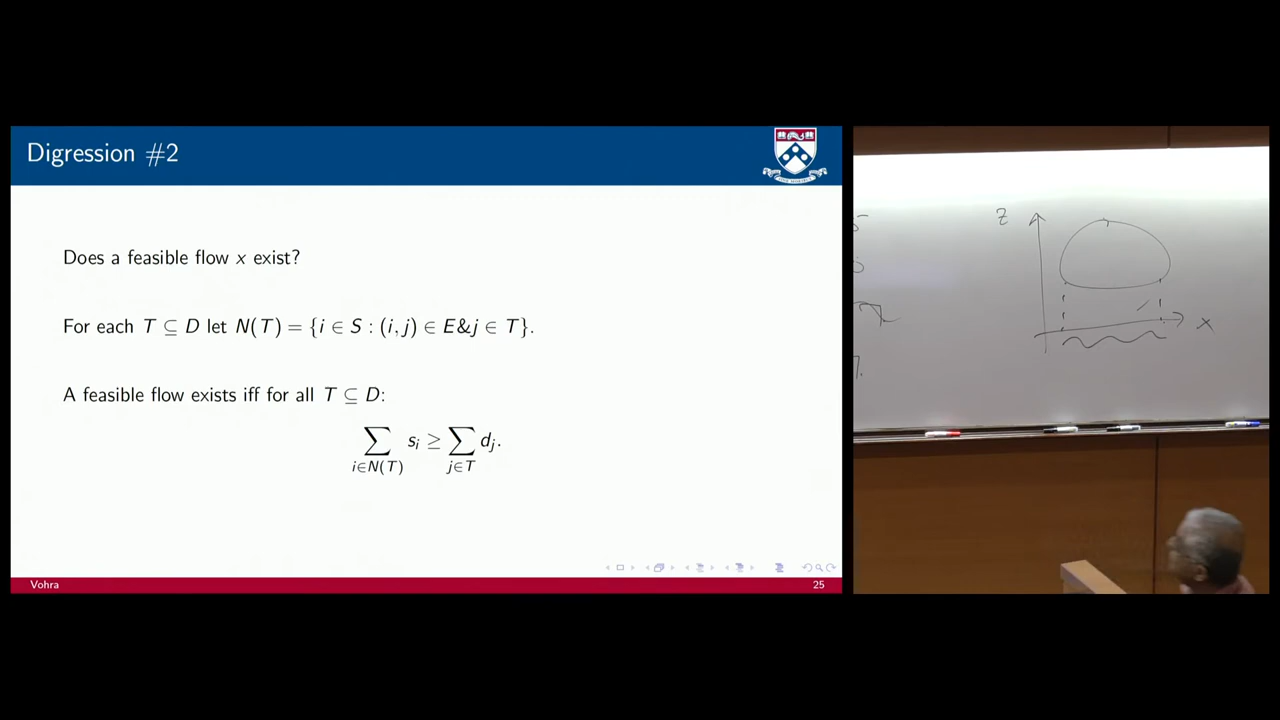 Digression #2
Does a feasible flow x exist?
For each T ⊆ D let N(T) = {i ∈ S : (i, j) ∈ E&j ∈ T}.
A feasible flow exists iff for all T ⊆ D:
∑ s_i ≥ ∑ d_j.
i∈N(T) j∈T
Vohra 25
z
x